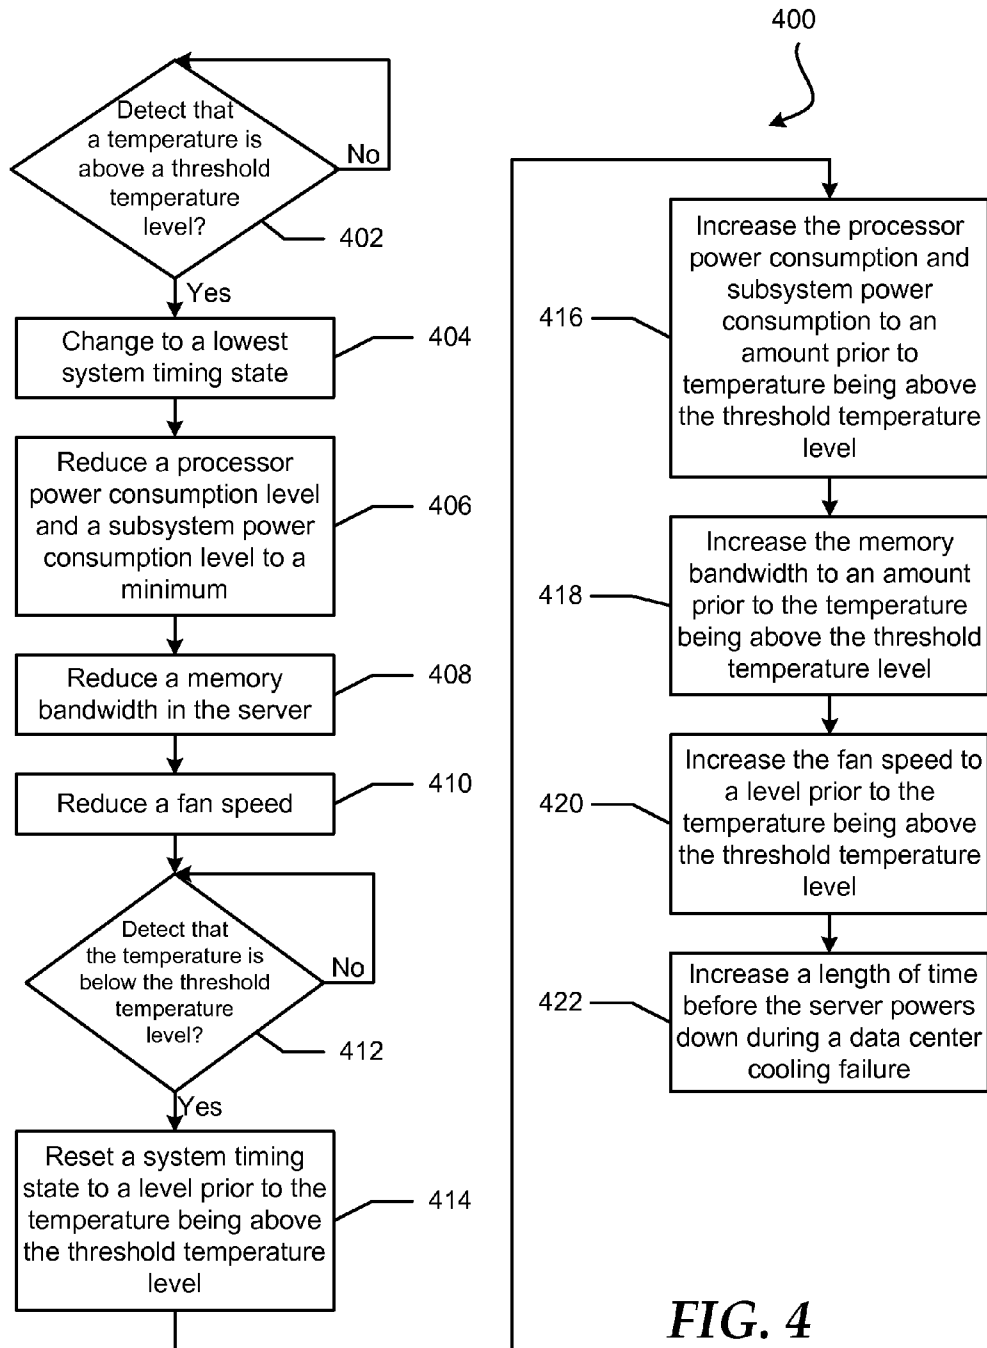 Detect that
a temperature is
above a threshold
temperature
level?
No
402
Yes
Change to a lowest
system timing state
404
Reduce a processor
power consumption level
and a subsystem power
consumption level to a
minimum
406
Reduce a memory
bandwidth in the server
408
Reduce a fan speed
410
Detect that
the temperature is
below the threshold
temperature
level?
No
412
Yes
Reset a system timing
state to a level prior to the
temperature being above
the threshold temperature
level
414
400
Increase the processor
power consumption and
subsystem power
consumption to an
amount prior to
temperature being above
the threshold temperature
level
416
Increase the memory
bandwidth to an amount
prior to the temperature
being above the threshold
temperature level
418
Increase the fan speed to
a level prior to the
temperature being above
the threshold temperature
level
420
Increase a length of time
before the server powers
down during a data center
cooling failure
422
FIG. 4